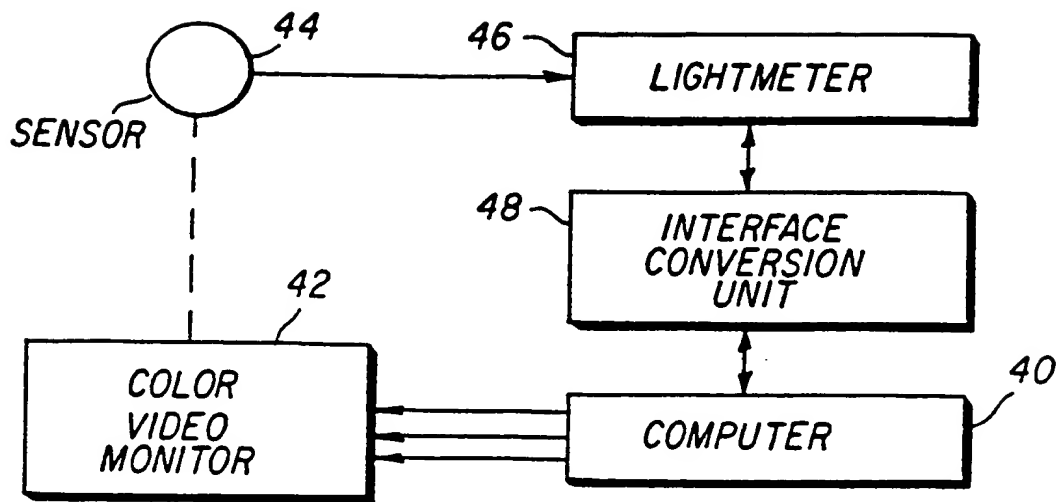 44
SENSOR
46
LIGHTMETER
48
INTERFACE
CONVERSION
UNIT
42
COLOR
VIDEO
MONITOR
40
COMPUTER